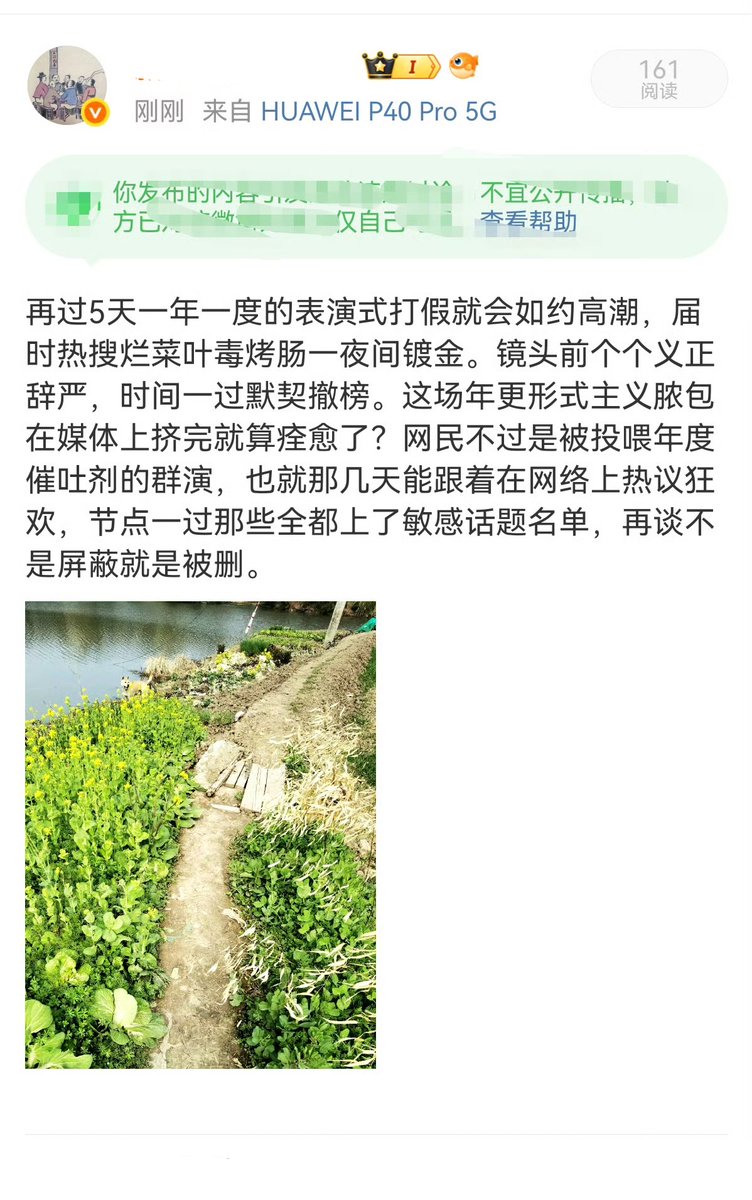 I
161
阅读
刚刚 来自 HUAWEI P40 Pro 5G
你发布的内容引发 不宜公开传播，
方已 微 仅自己 查看帮助
再过5天一年一度的表演式打假就会如约高潮，届
时热搜烂菜叶毒烤肠一夜间镀金。镜头前个个义正
辞严，时间一过默契撤榜。这场年更形式主义脓包
在媒体上挤完就算痊愈了？网民不过是被投喂年度
催吐剂的群演，也就那几天能跟着在网络上热议狂
欢，节点一过那些全都上了敏感话题名单，再谈不
是屏蔽就是被删。